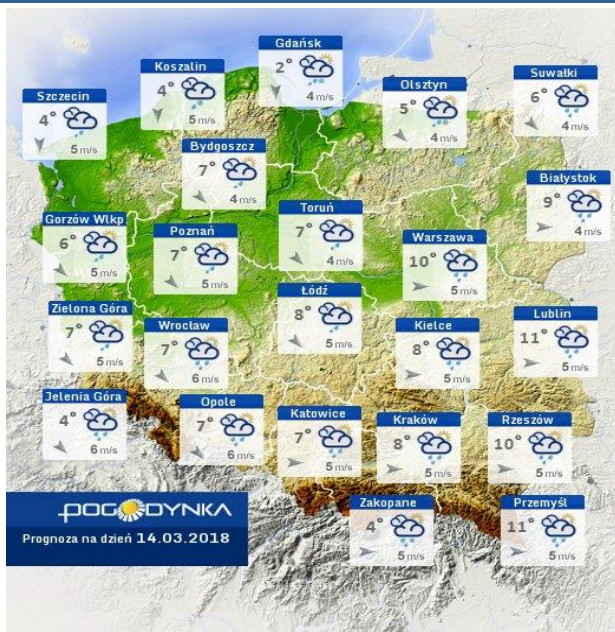 Gdańsk
2°
4 m/s
Koszalin
4°
5 m/s
Szczecin
4°
5 m/s
Olsztyn
5°
4 m/s
Suwałki
6°
4 m/s
Bydgoszcz
7°
4 m/s
Białystok
9°
4 m/s
Gorzów Wlkp
6°
5 m/s
Poznań
7°
5 m/s
Toruń
7°
4 m/s
Warszawa
10°
5 m/s
Zielona Góra
7°
5 m/s
Wrocław
7°
6 m/s
Łódź
8°
5 m/s
Kielce
8°
5 m/s
Lublin
11°
5 m/s
Jelenia Góra
4°
6 m/s
Opole
7°
6 m/s
Katowice
7°
5 m/s
Kraków
8°
5 m/s
Rzeszów
10°
5 m/s
Zakopane
4°
5 m/s
Przemyśl
11°
5 m/s
POGODYNKA
Prognoza na dzień 14.03.2018